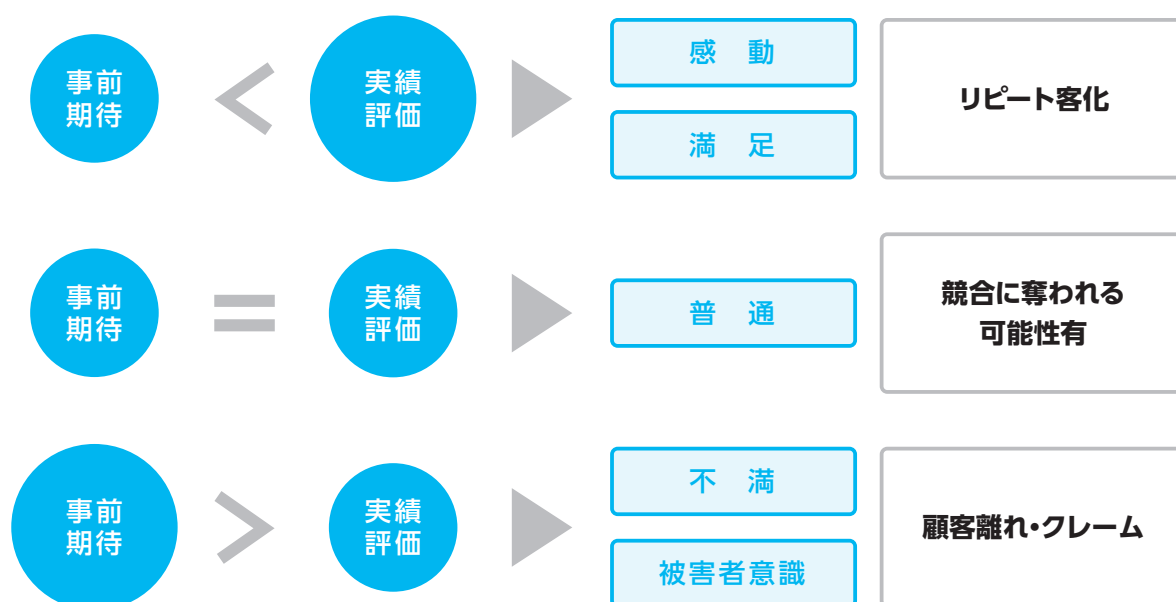 事前
期待
<
実績
評価
感 動
満 足
リピート客化
事前
期待
=
実績
評価
普 通
競合に奪われる
可能性有
事前
期待
>
実績
評価
不 満
被害者意識
顧客離れ・クレーム